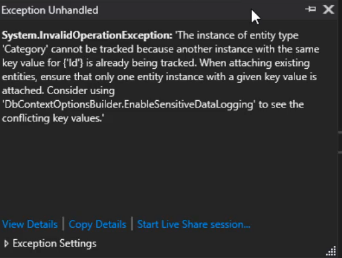 Exception Unhandled
System.InvalidOperationException: 'The instance of entity type
'Category' cannot be tracked because another instance with the same
key value for {'Id'} is already being tracked. When attaching existing
entities, ensure that only one entity instance with a given key value is
attached. Consider using
'DbContextOptionsBuilder.EnableSensitiveDataLogging' to see the
conflicting key values.'
View Details | Copy Details | Start Live Share session...
Exception Settings